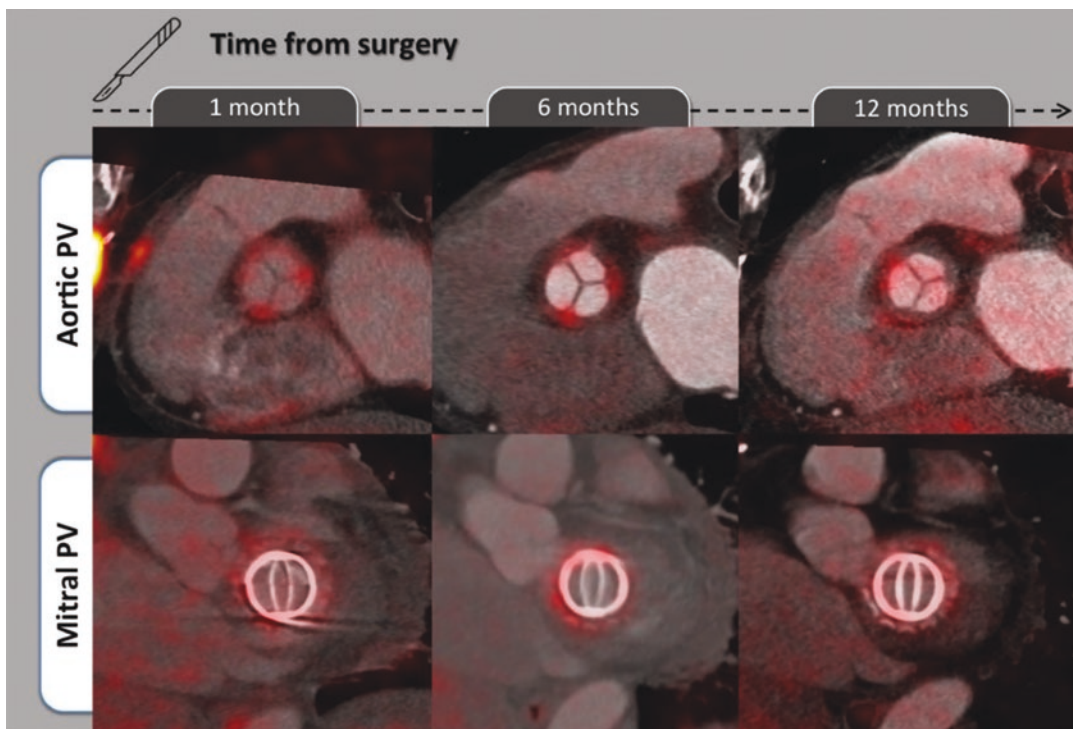 Time from surgery
1 month
6 months
12 months
Aortic PV
Mitral PV